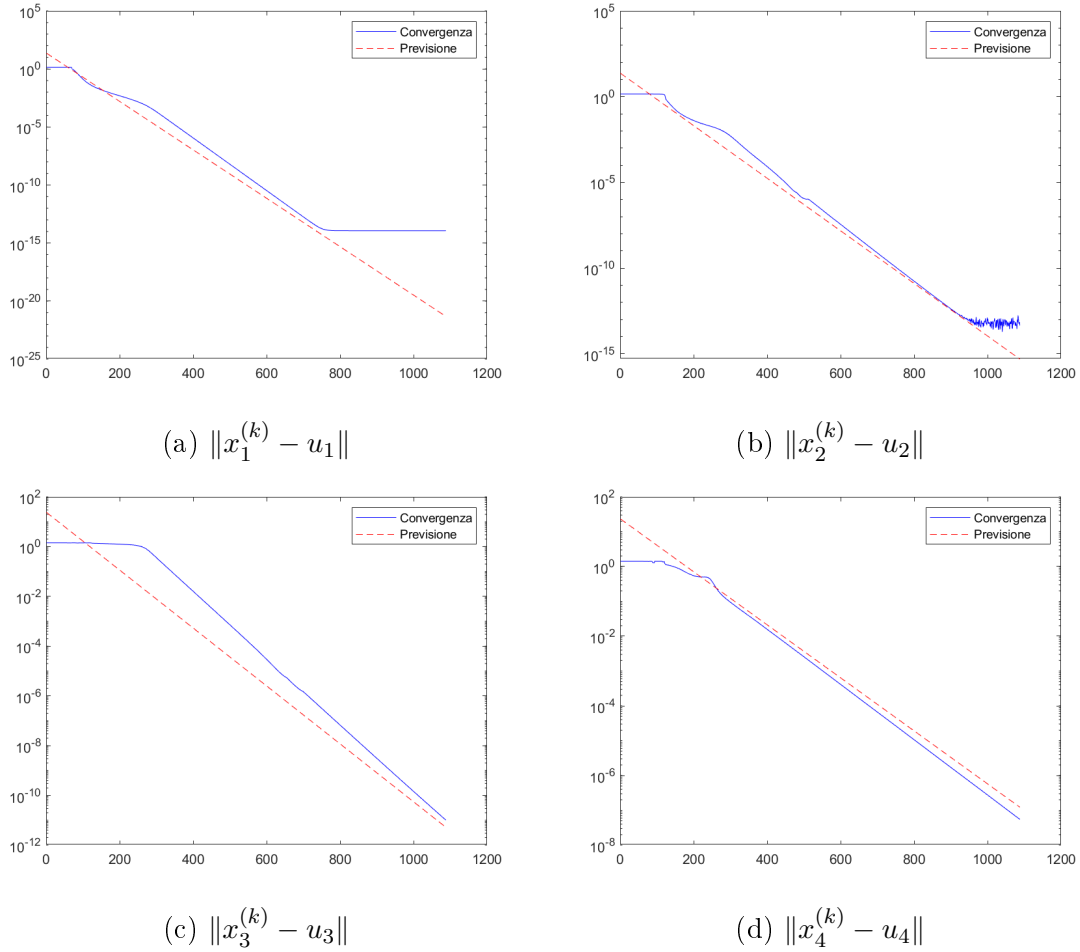 10^5
10^0
10^-5
10^-10
10^-15
10^-20
10^-25
0 200 400 600 800 1000 1200
Convergenza
Previsione
(a) ‖x_1^{(k)} − u_1‖
10^5
10^0
10^-5
10^-10
10^-15
0 200 400 600 800 1000 1200
Convergenza
Previsione
(b) ‖x_2^{(k)} − u_2‖
10^2
10^0
10^-2
10^-4
10^-6
10^-8
10^-10
10^-12
0 200 400 600 800 1000 1200
Convergenza
Previsione
(c) ‖x_3^{(k)} − u_3‖
10^2
10^0
10^-2
10^-4
10^-6
10^-8
0 200 400 600 800 1000 1200
Convergenza
Previsione
(d) ‖x_4^{(k)} − u_4‖